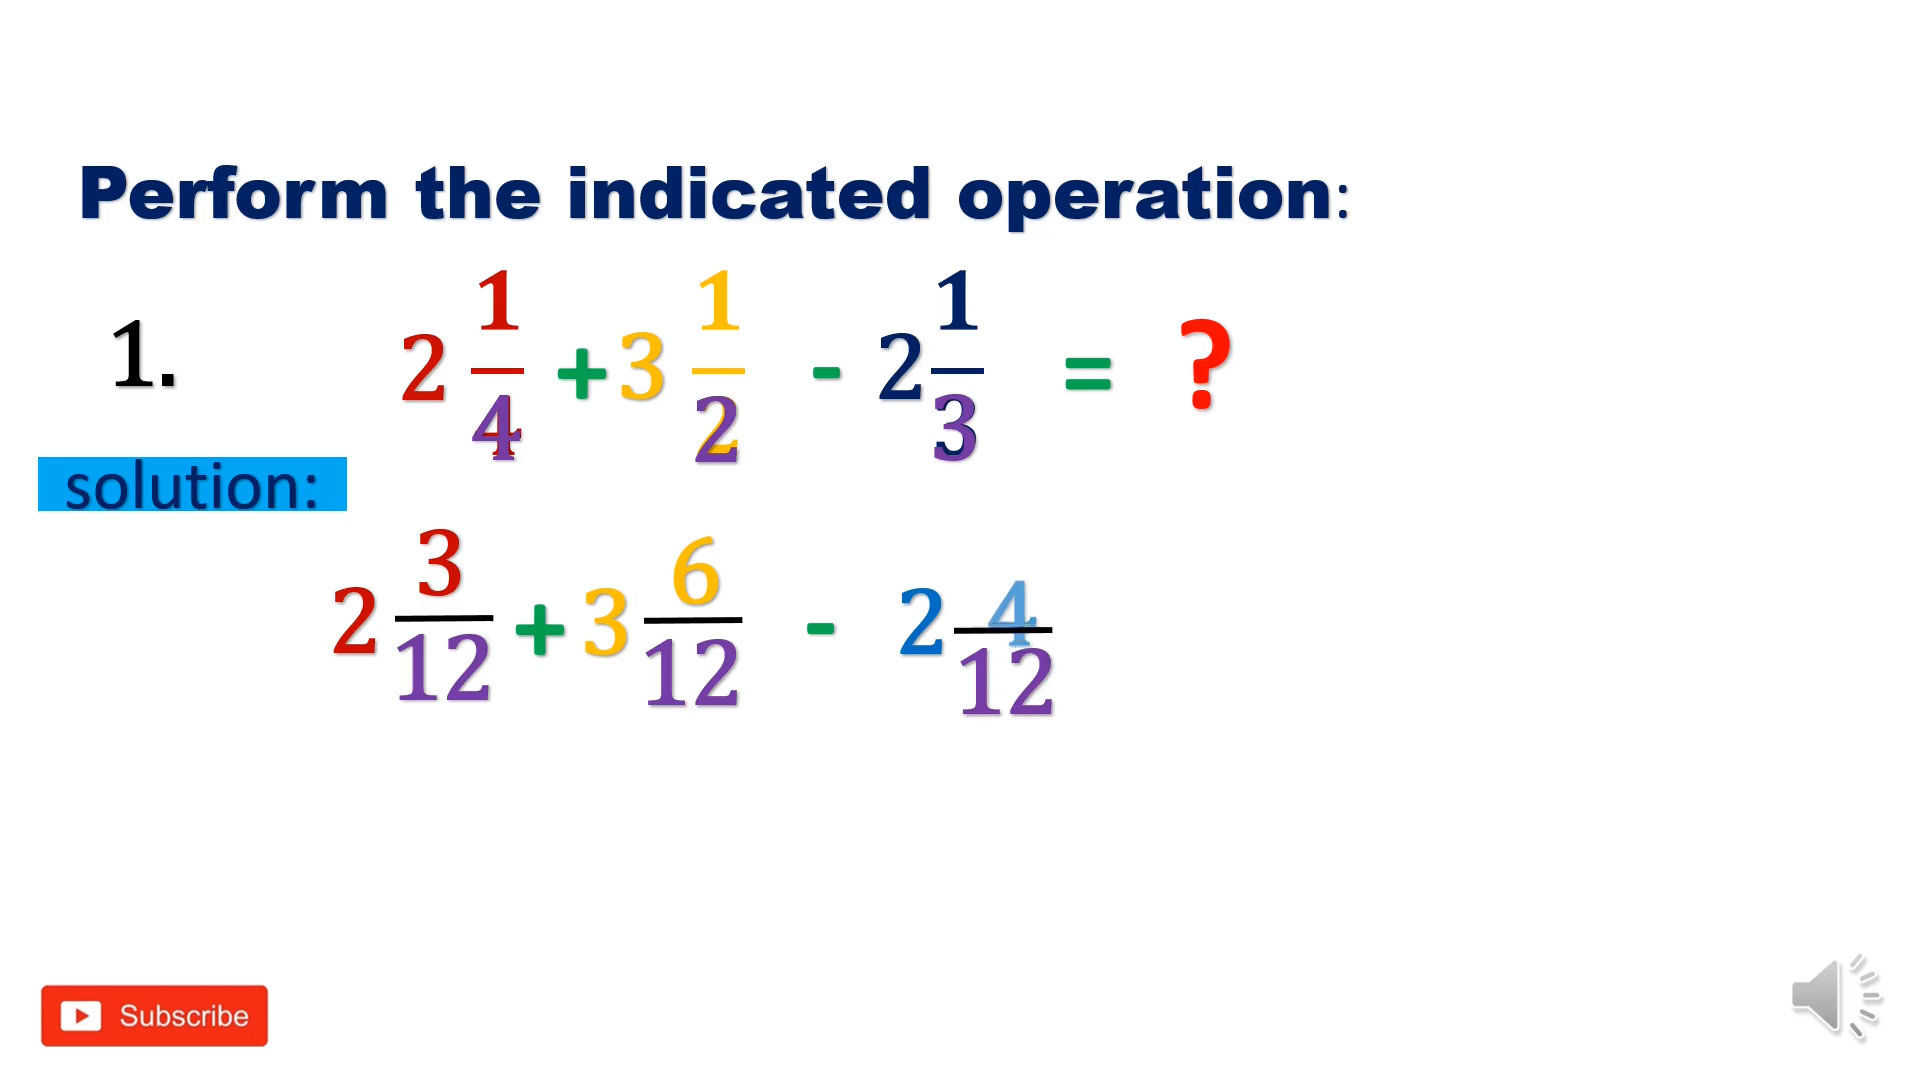 Perform the indicated operation:
1. 2 1/4 + 3 1/2 - 2 1/3 = ?
solution:
2 3/12 + 3 6/12 - 2 4/12
Subscribe